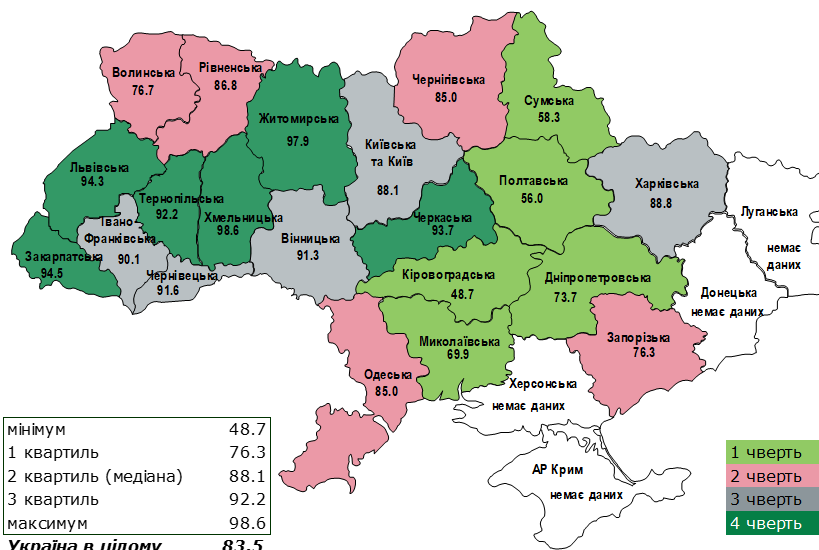 Волинська
76.7
Рівненська
86.8
Житомирська
97.9
Київська
та Київ
88.1
Чернігівська
85.0
Сумська
58.3
Львівська
94.3
Тернопільська
92.2
Хмельницька
98.6
Івано
Франківська
90.1
Закарпатська
94.5
Чернівецька
91.6
Вінницька
91.3
Черкаська
93.7
Полтавська
56.0
Харківська
88.8
Луганська
немає
даних
Донецька
немає даних
Кіровоградська
48.7
Дніпропетровська
73.7
Запорізька
76.3
Миколаївська
69.9
Одеська
85.0
Херсонська
немає даних
АР Крим
немає даних
мінімум 48.7
1 квартиль 76.3
2 квартиль (медіана) 88.1
3 квартиль 92.2
максимум 98.6
Україна в цілому 83.5
1 чверть
2 чверть
3 чверть
4 чверть